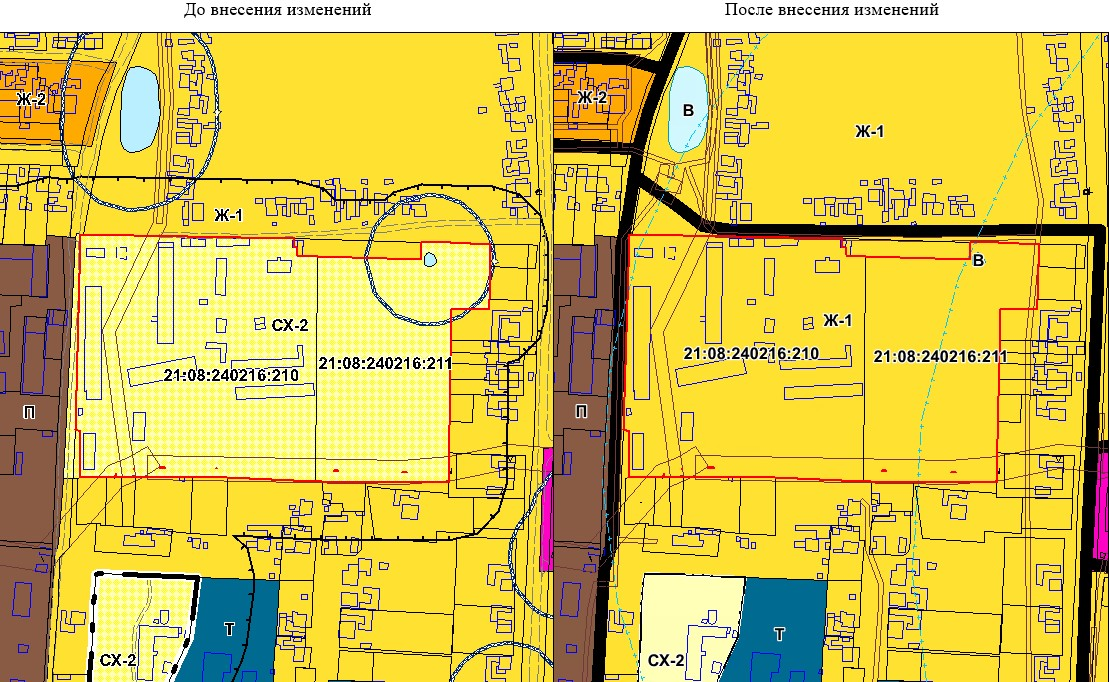 До внесения изменений
После внесения изменений
Ж-2
Ж-1
СХ-2
21:08:240216:210
21:08:240216:211
П
Т
СХ-2
Ж-2
В
Ж-1
В
Ж-1
21:08:240216:210
21:08:240216:211
П
Т
СХ-2